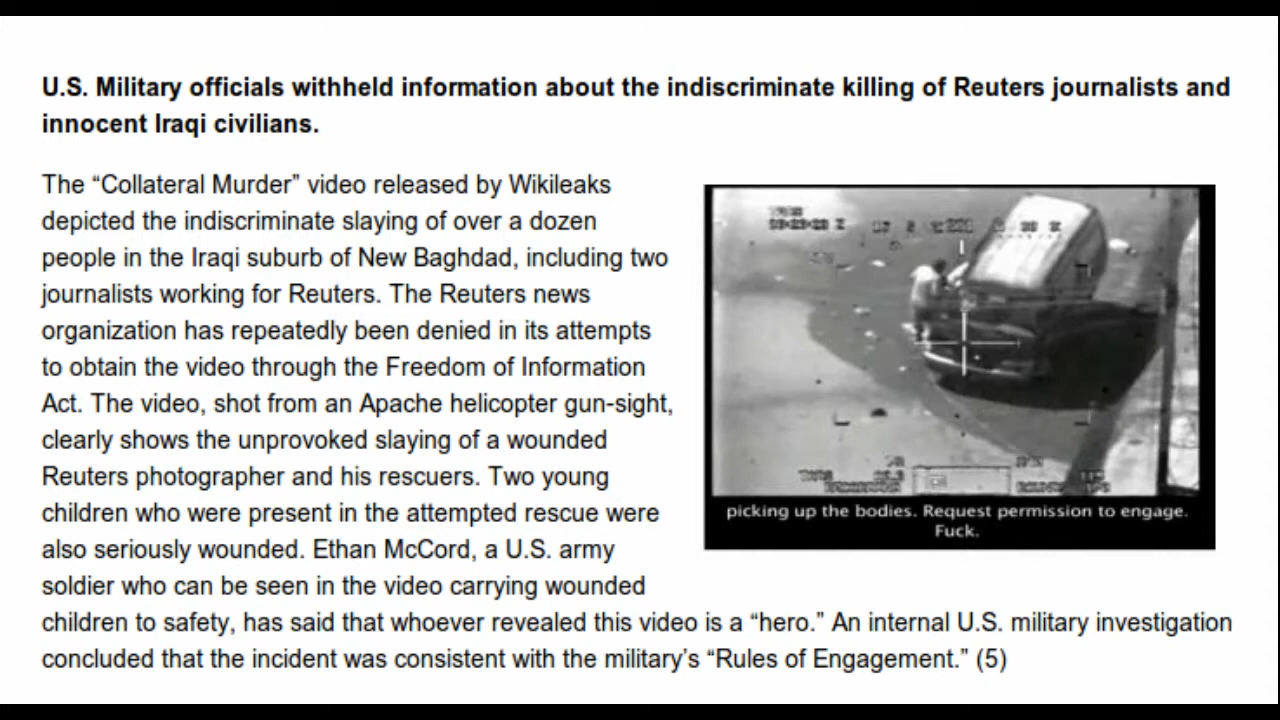 U.S. Military officials withheld information about the indiscriminate killing of Reuters journalists and
innocent Iraqi civilians.
The “Collateral Murder” video released by Wikileaks
depicted the indiscriminate slaying of over a dozen
people in the Iraqi suburb of New Baghdad, including two
journalists working for Reuters. The Reuters news
organization has repeatedly been denied in its attempts
to obtain the video through the Freedom of Information
Act. The video, shot from an Apache helicopter gun-sight,
clearly shows the unprovoked slaying of a wounded
Reuters photographer and his rescuers. Two young
children who were present in the attempted rescue were
also seriously wounded. Ethan McCord, a U.S. army
soldier who can be seen in the video carrying wounded
children to safety, has said that whoever revealed this video is a “hero.” An internal U.S. military investigation
concluded that the incident was consistent with the military’s “Rules of Engagement.” (5)
picking up the bodies. Request permission to engage.
Fuck.